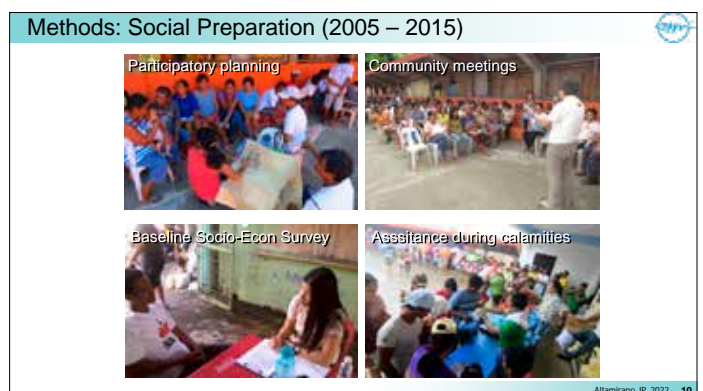 Methods: Social Preparation (2005 – 2015)
Participatory planning
Community meetings
Baseline Socio-Econ Survey
Asssitance during calamities
Altamirano JP, 2022 10